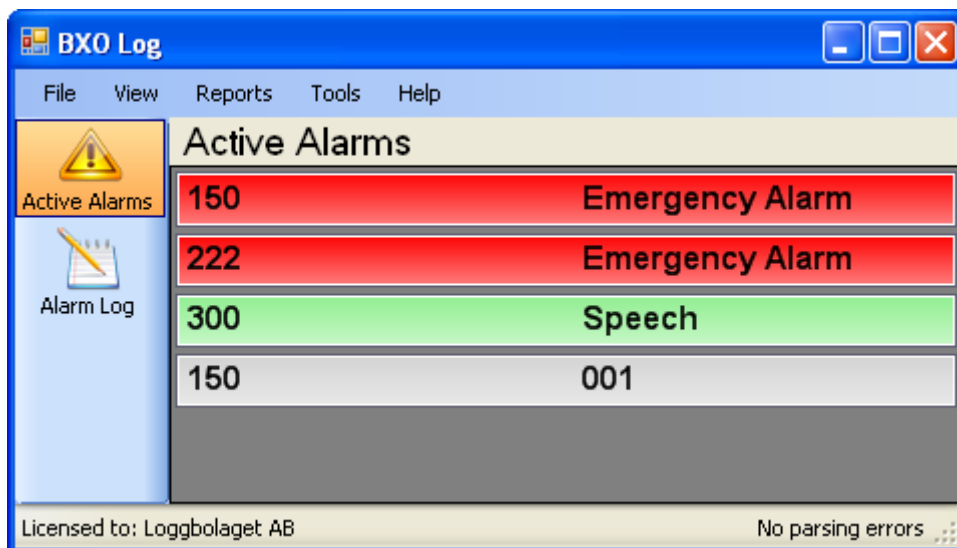 BXO Log
File View Reports Tools Help
Active Alarms
Alarm Log
Active Alarms
150 Emergency Alarm
222 Emergency Alarm
300 Speech
150 001
Licensed to: Loggbolaget AB No parsing errors